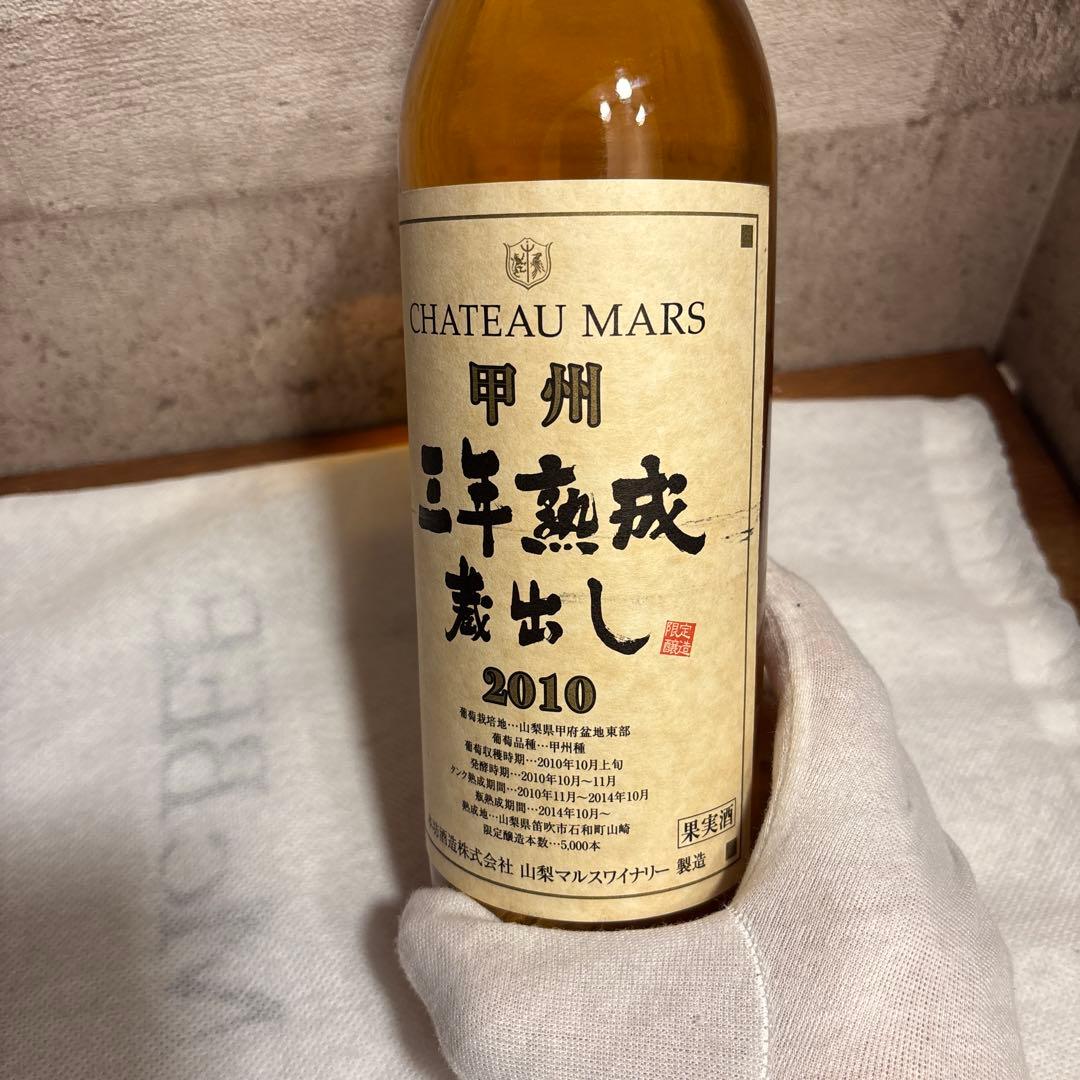 CHATEAU MARS
甲州
三年熟成
蔵出し
限定
醸造
2010
葡萄栽培地…山梨県甲府盆地東部
葡萄品種…甲州種
葡萄収穫時期…2010年10月上旬
発酵時期…2010年10月～11月
タンク熟成期間…2010年11月～2014年10月
瓶熟成期間…2014年10月～
熟成地…山梨県笛吹市石和町山崎
限定醸造本数…5,000本
果実酒
坊酒造株式会社 山梨マルスワイナリー 製造